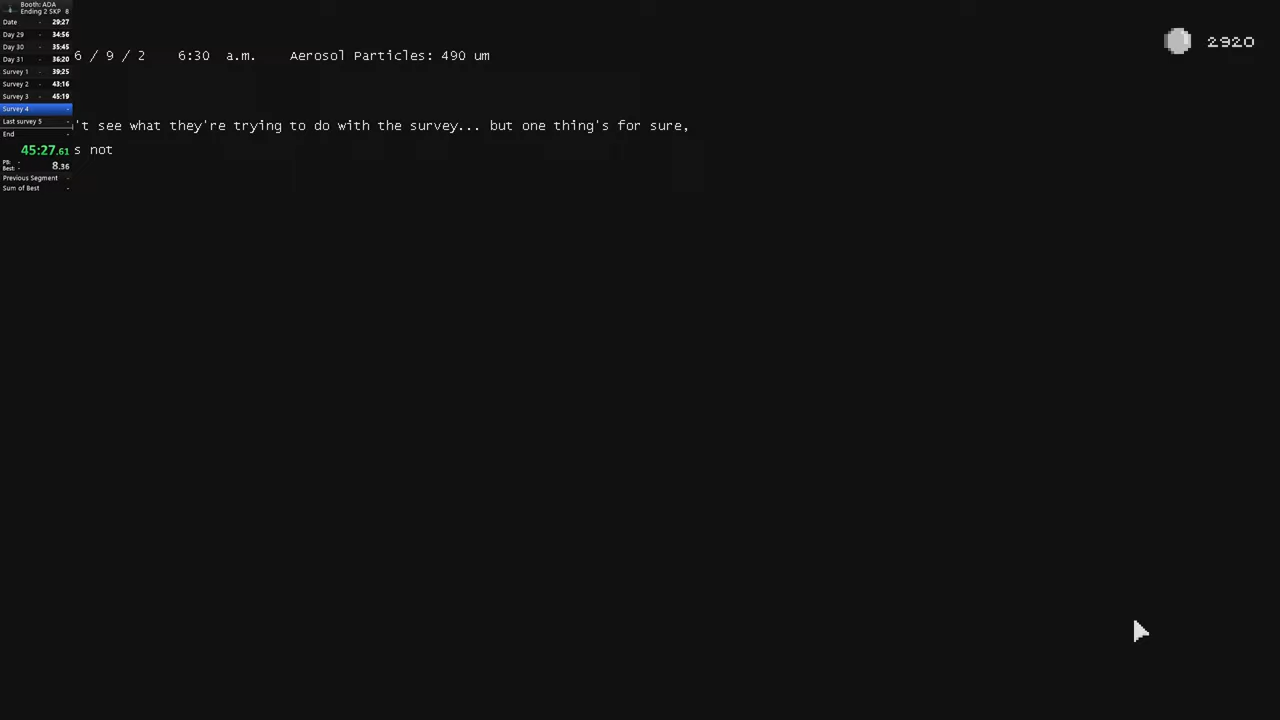 Booth: ADA
Ending 2 SKP 8
Date - 29:27
Day 29 - 34:56
Day 30 - 35:45
Day 31 - 36:20
Survey 1 - 39:25
Survey 2 - 43:16
Survey 3 - 45:19
Survey 4 -
Last survey 5 -
End -
45:27.61
PB: -
Best: - 8.36
Previous Segment -
Sum of Best -
6 / 9 / 2 6:30 a.m. Aerosol Particles: 490 um
2920
't see what they're trying to do with the survey... but one thing's for sure,
s not